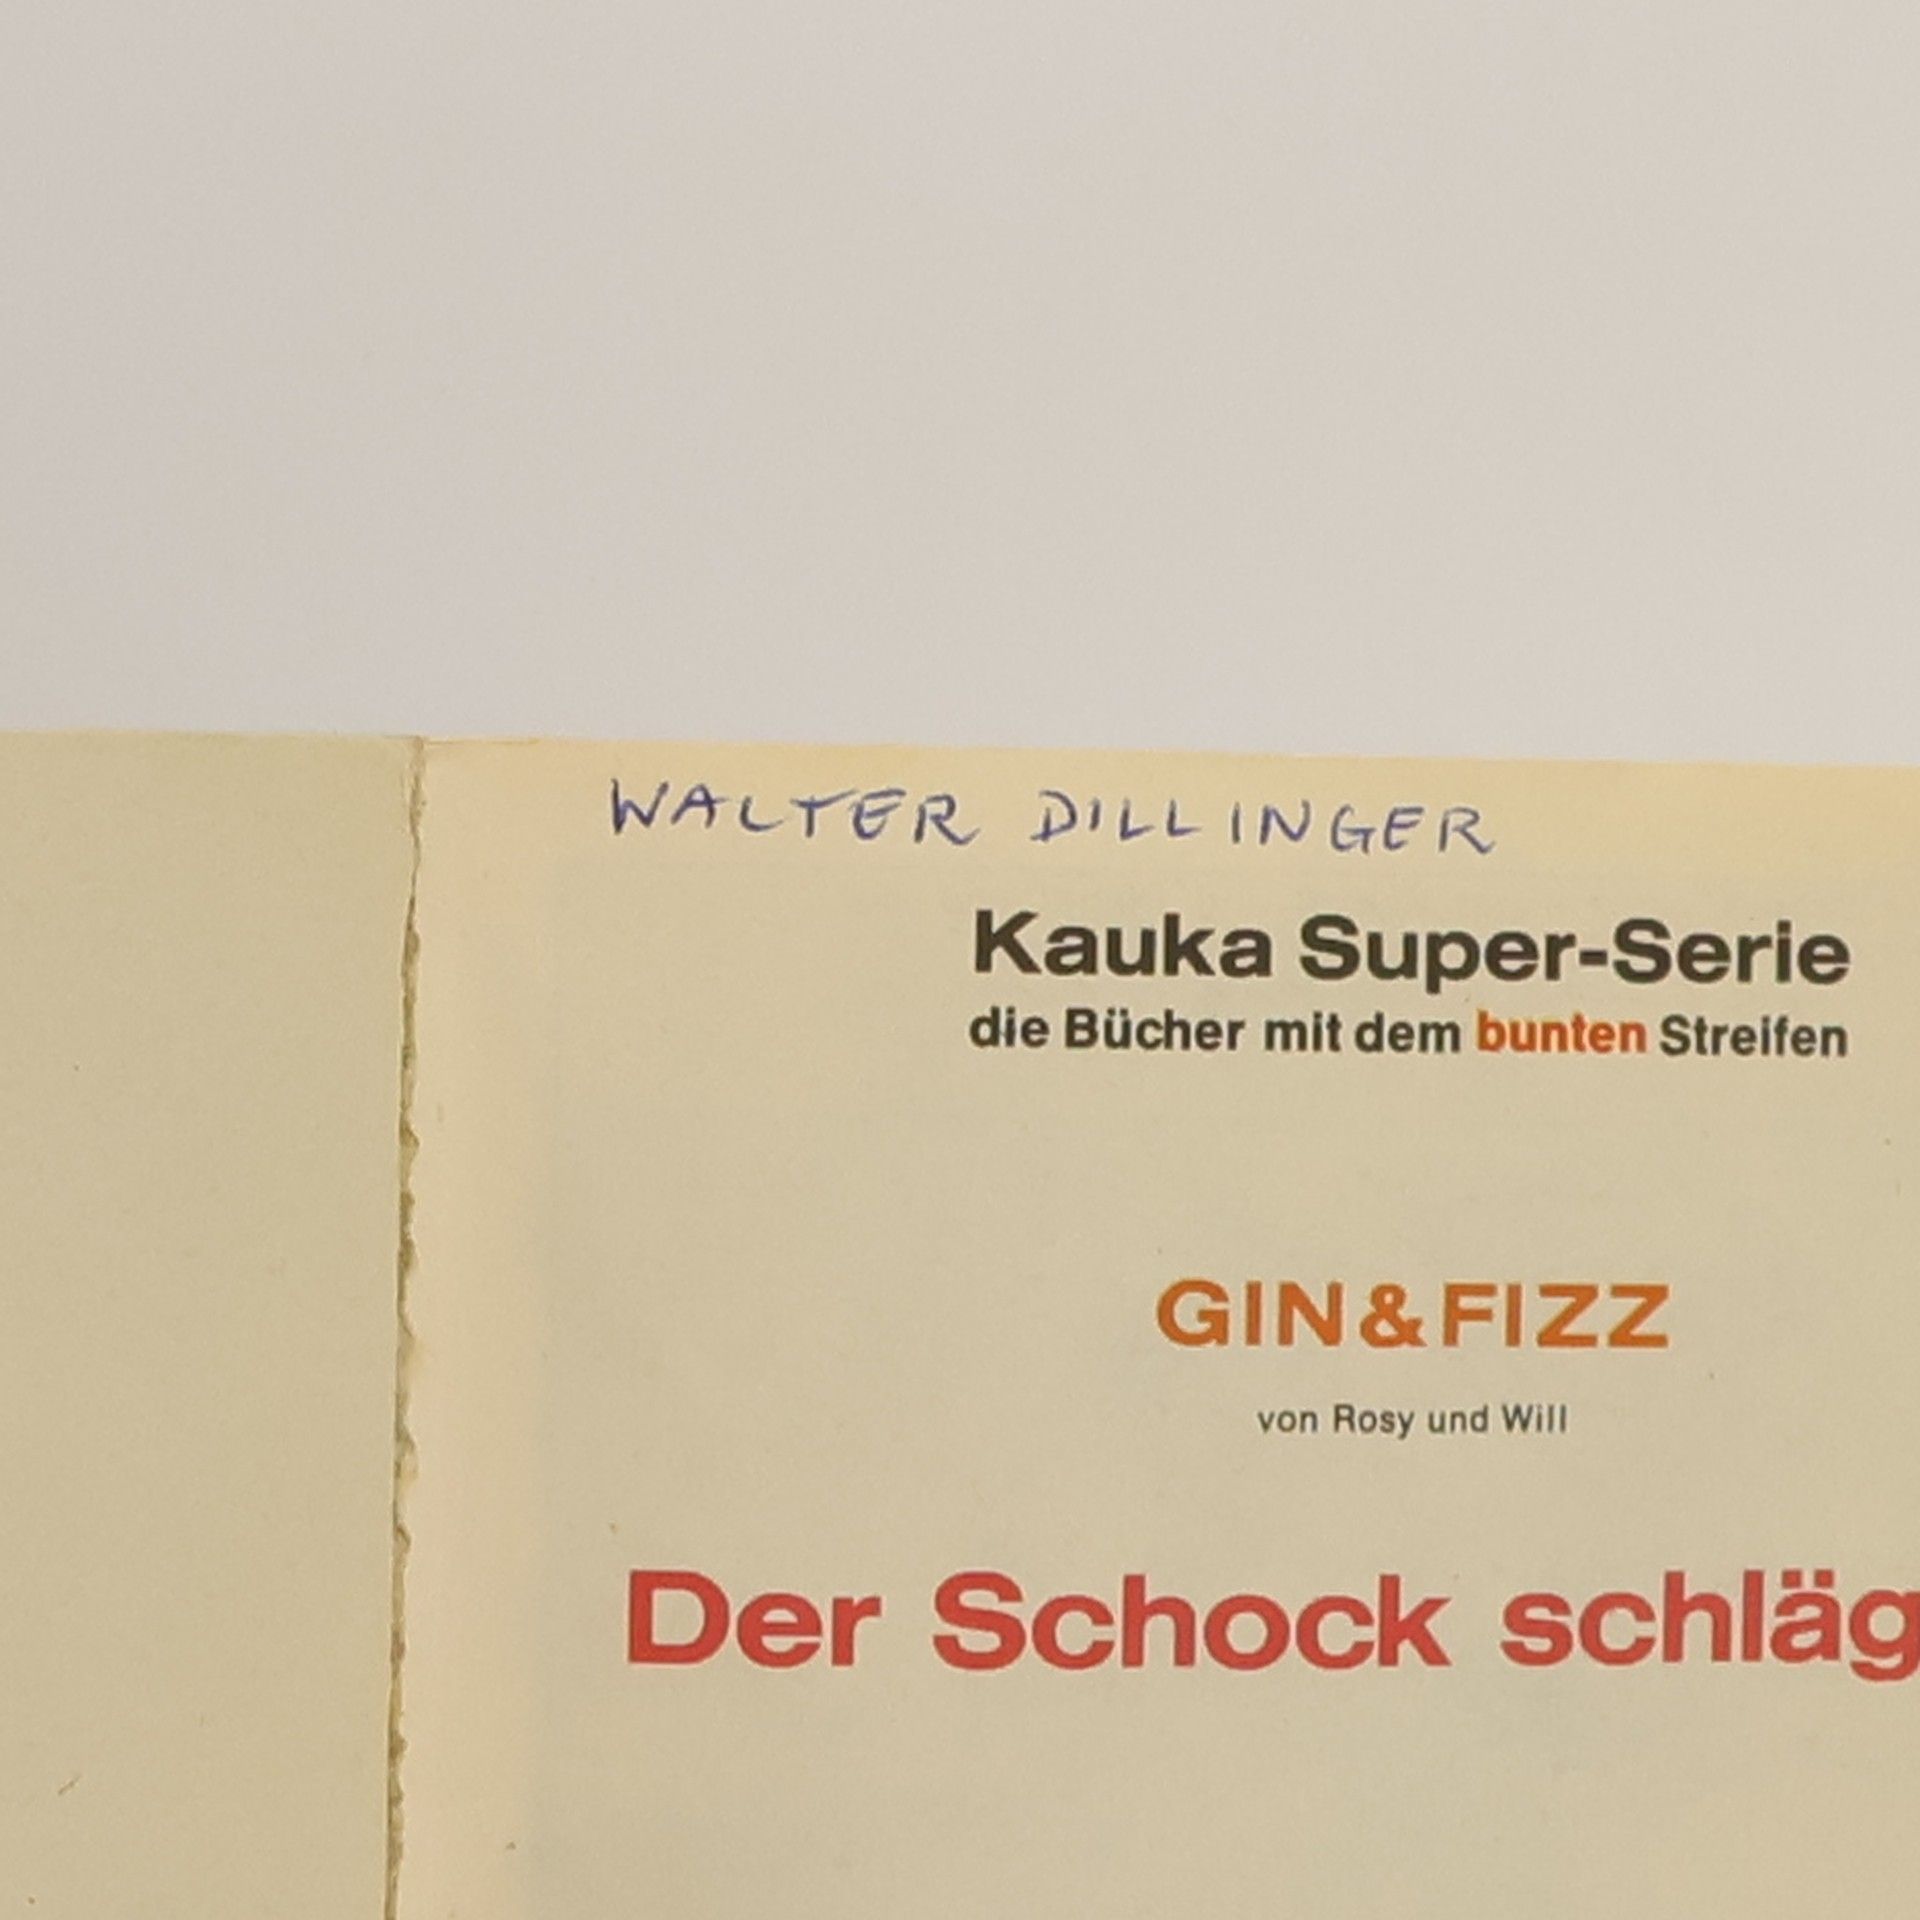 WALTER DILLINGER
Kauka Super-Serie
die Bücher mit dem bunten Streifen
GIN&FIZZ
von Rosy und Will
Der Schock schläg